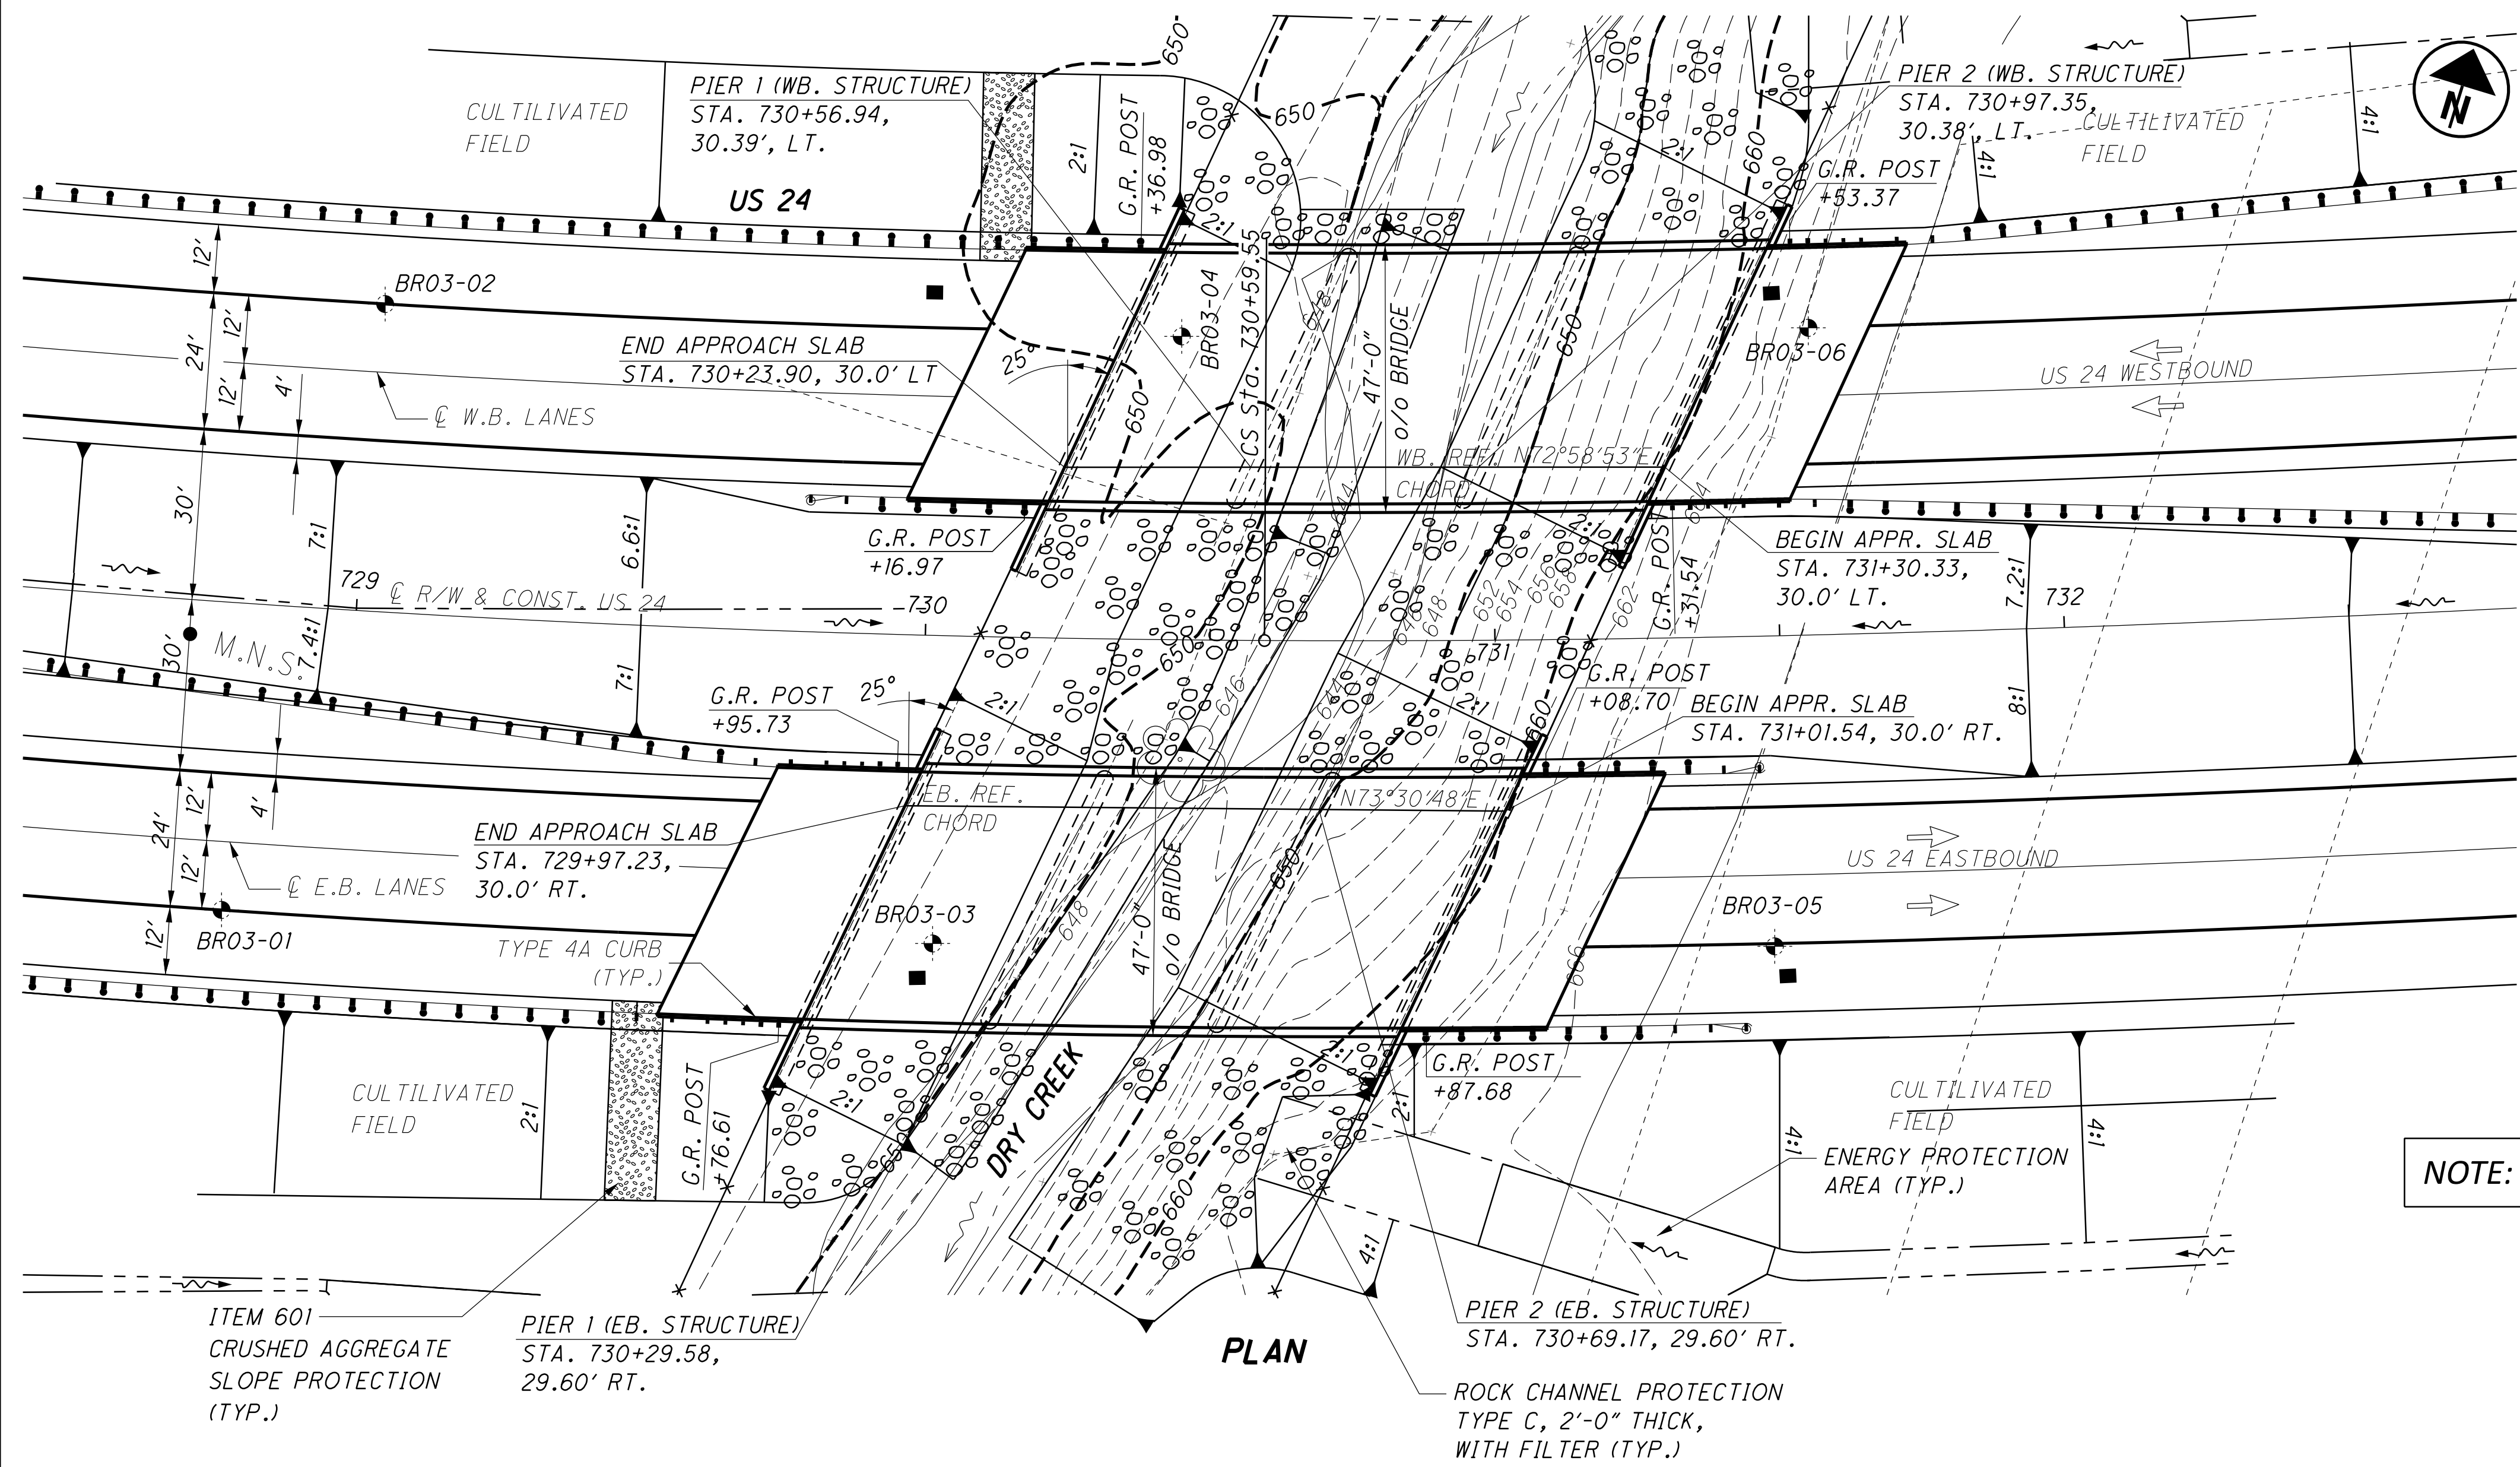 650
PIER 1 (WB. STRUCTURE)
STA. 730+56.94,
30.39', LT.
CULTILIVATED
FIELD
2:1
G.R. POST
+36.98
650
PIER 2 (WB. STRUCTURE)
STA. 730+97.35,
30.38', LT.
CULTILIVATED
FIELD
4:1
4:1
N
2:1
660
G.R. POST
+53.37
US 24
2:1
12'
BR03-02
BR03-04
CS Sta. 730+59.55
648
650
47'-0"
o/o BRIDGE
BR03-06
24'
12'
12'
4'
END APPROACH SLAB
STA. 730+23.90, 30.0' LT
25°
650
US 24 WESTBOUND
℄ W.B. LANES
WB. REF.
CHORD
N72°58'53"E
30'
7:1
6.6:1
G.R. POST
+16.97
644
2:1
664
G.R. POST
+31.54
BEGIN APPR. SLAB
STA. 731+30.33,
30.0' LT.
7.2:1
732
729
℄ R/W & CONST. US 24
730
646
648
652
654
656
658
662
731
30'
M.N.S.
7.4:1
7:1
650
G.R. POST
+95.73
25°
2:1
646
644
2:1
660
G.R. POST
+08.70
BEGIN APPR. SLAB
STA. 731+01.54, 30.0' RT.
8:1
24'
12'
12'
4'
END APPROACH SLAB
STA. 729+97.23,
30.0' RT.
EB. REF.
CHORD
N73°30'48"E
℄ E.B. LANES
US 24 EASTBOUND
650
47'-0"
o/o BRIDGE
648
12'
BR03-01
BR03-03
BR03-05
TYPE 4A CURB
(TYP.)
666
CULTILIVATED
FIELD
2:1
G.R. POST
+76.61
2:1
650
DRY CREEK
2:1
2:1
G.R. POST
+87.68
660
CULTILIVATED
FIELD
4:1
4:1
ENERGY PROTECTION
AREA (TYP.)
4:1
NOTE:
ITEM 601
CRUSHED AGGREGATE
SLOPE PROTECTION
(TYP.)
PIER 1 (EB. STRUCTURE)
STA. 730+29.58,
29.60' RT.
PLAN
PIER 2 (EB. STRUCTURE)
STA. 730+69.17, 29.60' RT.
ROCK CHANNEL PROTECTION
TYPE C, 2'-0" THICK,
WITH FILTER (TYP.)